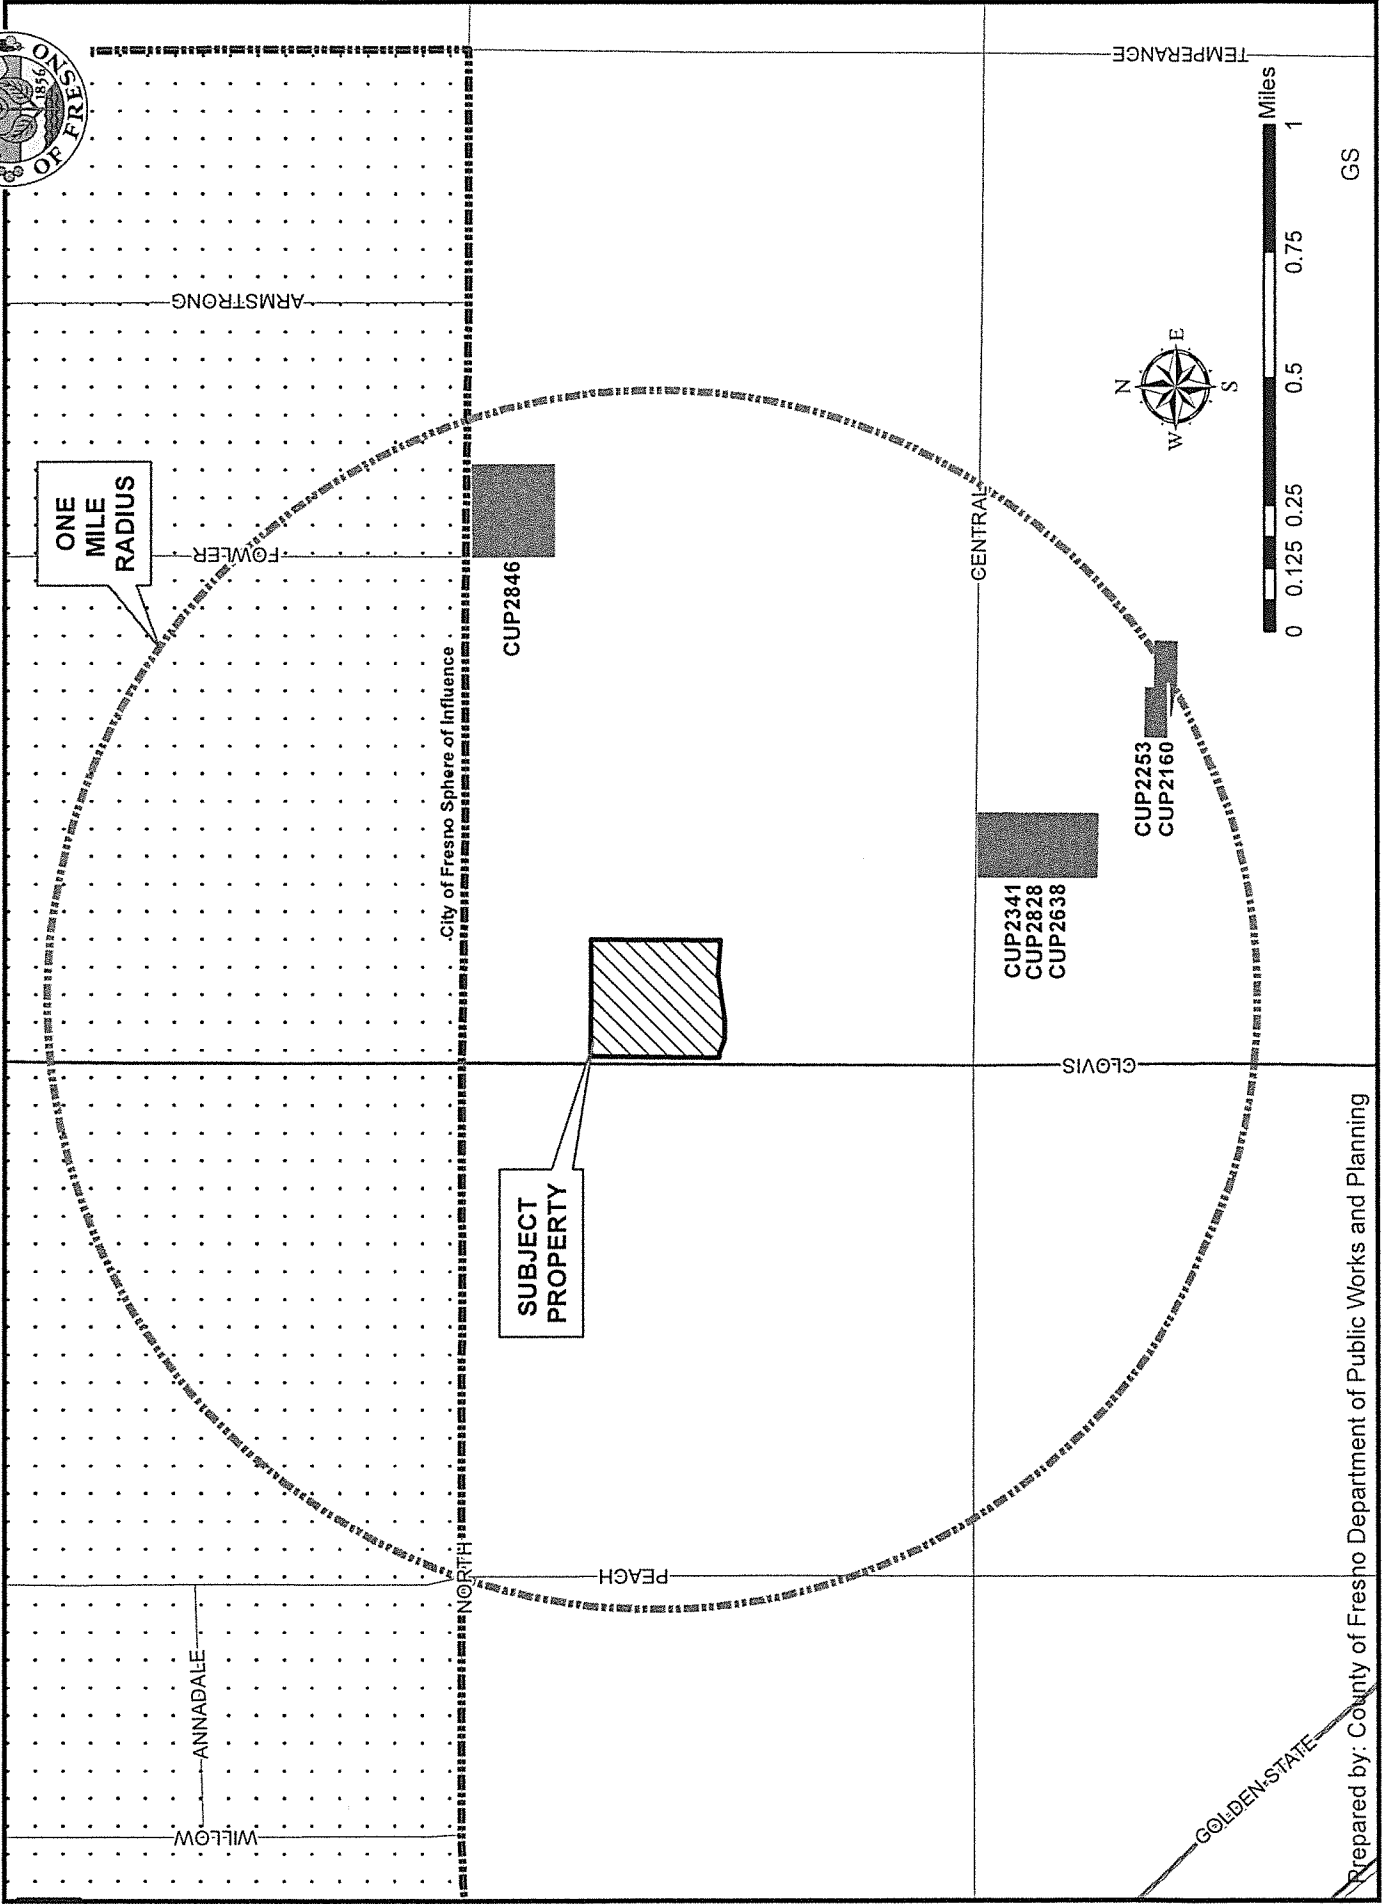 OF FRESNO
1856
ONE
MILE
RADIUS
ARMSTRONG
FOWLER
TEMPERANCE
City of Fresno Sphere of Influence
CUP2846
ANNADALE
WILLOW
NORTH
PEACH
SUBJECT
PROPERTY
CENTRAL
CLOVIS
CUP2341
CUP2828
CUP2638
CUP2253
CUP2160
N
W
E
S
GOLDEN STATE
0 0.125 0.25 0.5 0.75 1 Miles
Prepared by: County of Fresno Department of Public Works and Planning
GS